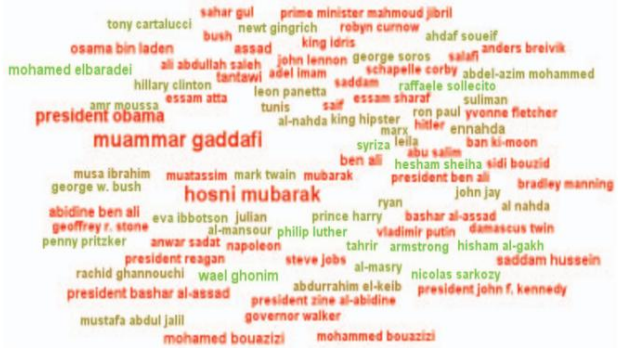 sahar gul prime minister mahmoud jibril
tony cartalucci newt gingrich robyn curnow
bush ahdaf soueif
osama bin laden assad king idris anders breivik
john lennon george soros salafi
mohamed elbaradei ali abdullah saleh adel imam schapelle corby abdel-azim mohammed
tantawi saddam raffaele sollecito
hillary clinton leon panetta
amr moussa essam atta tunis saif essam sharaf suliman
president obama al-nahda king hipster ron paul yvonne fletcher
marx hitler ennahda
muammar gaddafi syriza leila ban ki-moon
abu salim
ben ali hesham sheiha sidi bouzid
musa ibrahim muatassim mark twain mubarak president ben ali
george w. bush hosni mubarak john jay bradley manning
ryan al nahda
abidine ben ali eva ibbotson julian prince harry bashar al-assad
geoffrey r. stone al-mansour philip luther vladimir putin damascus twin
penny pritzker anwar sadat napoleon tahrir armstrong hisham al-gakh
president reagan steve jobs saddam hussein
rachid ghannouchi wael ghonim al-masry nicolas sarkozy
president bashar al-assad abdurrahim el-keib president john f. kennedy
president zine al-abidine
mustafa abdul jalil governor walker
mohamed bouazizi mohammed bouazizi